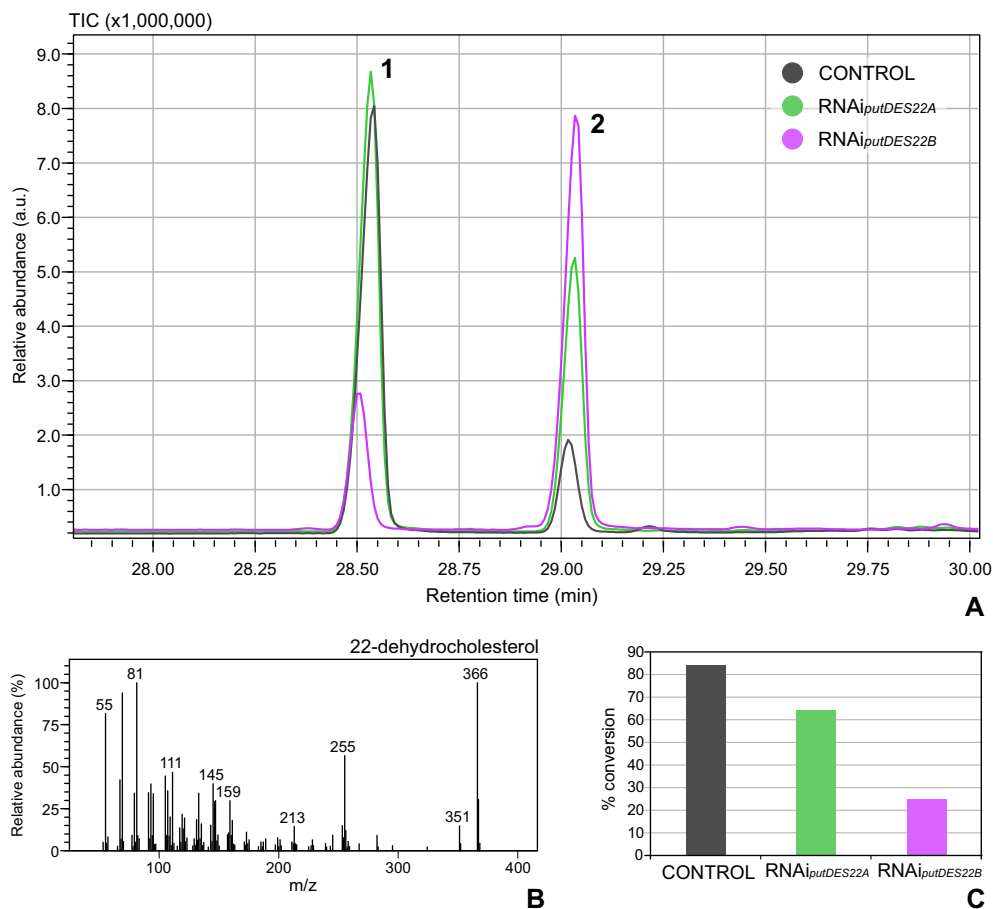 TIC (x1,000,000)
Relative abundance (a.u.)
9.0
8.0
7.0
6.0
5.0
4.0
3.0
2.0
1.0
1
2
CONTROL
RNAiputDES22A
RNAiputDES22B
28.00 28.25 28.50 28.75 29.00 29.25 29.50 29.75 30.00
Retention time (min)
A
22-dehydrocholesterol
Relative abundance (%)
100
75
50
25
0
55
81
111
145
159
213
255
351
366
100 200 300 400
m/z
B
% conversion
90
80
70
60
50
40
30
20
10
0
CONTROL RNAiputDES22A RNAiputDES22B
C